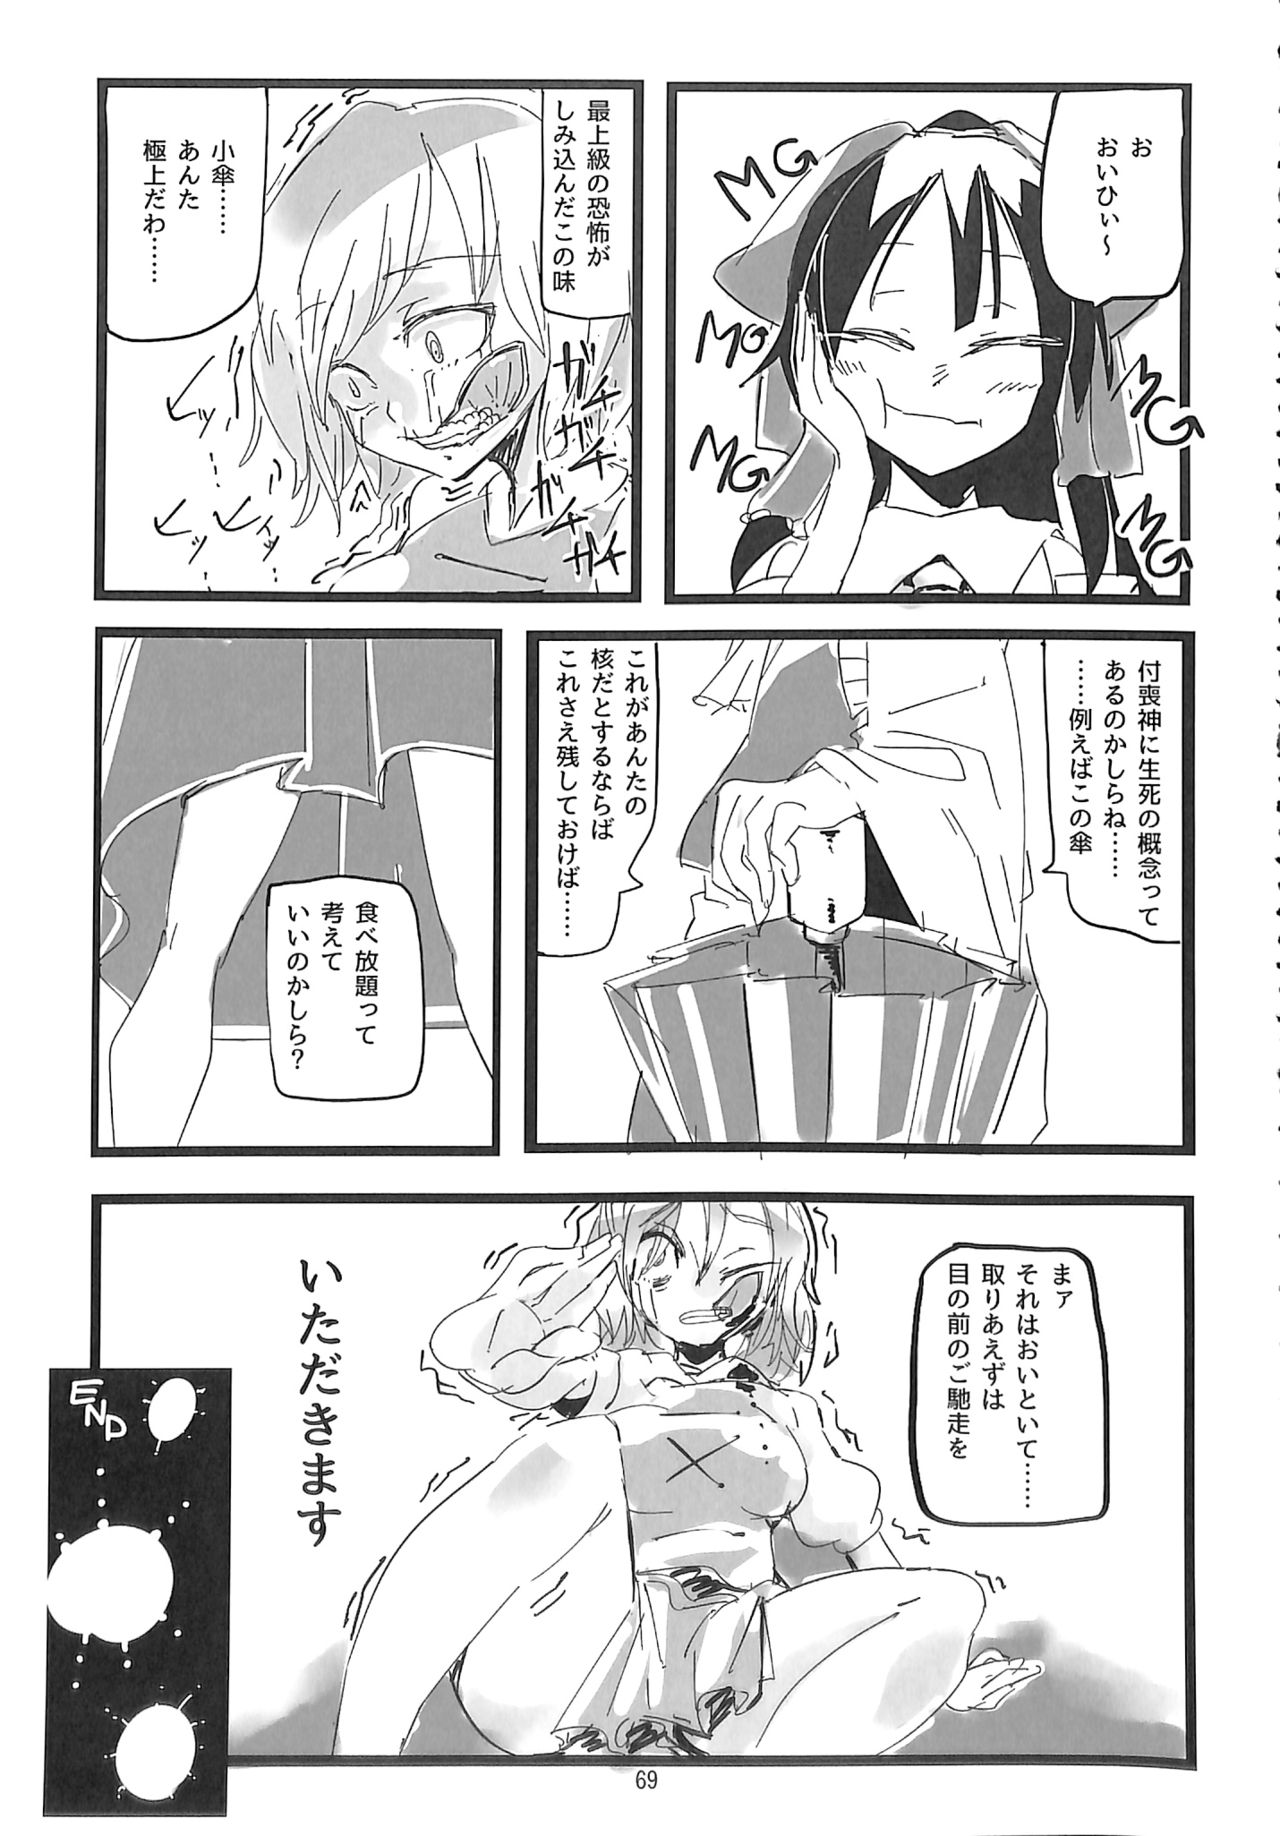 お
おいひぃ～
MG
MG
MG
MG
MG
最上級の恐怖が
しみ込んだこの味
小傘……
あんた
極上だわ……
ガチ
ガチ
ガチ
ガチ
ガチ
ビッ
ビッ
ビッ
付喪神に生死の概念って
あるのかしらね……
……例えばこの傘
これがあんたの
核だとするならば
これさえ残しておけば……
食べ放題って
考えて
いいのかしら？
まァ
それはおいといて……
取りあえずは
目の前のご馳走を
いただきます
END
69